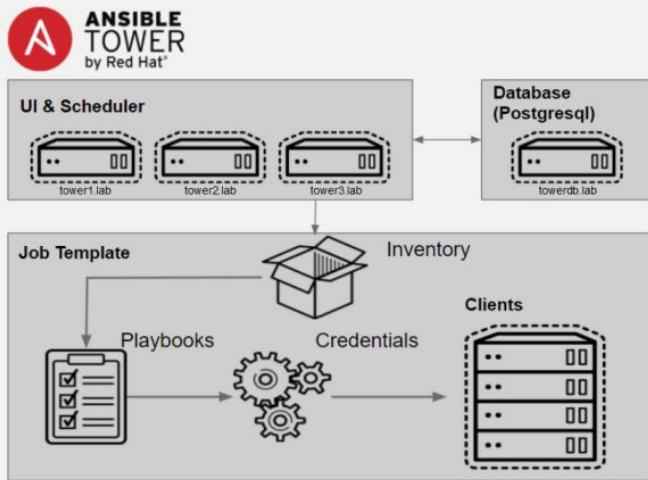 ANSIBLE
TOWER
by Red Hat®
UI & Scheduler
Database
(Postgresql)
tower1.lab
tower2.lab
tower3.lab
towerdb.lab
Job Template
Inventory
Clients
Playbooks
Credentials